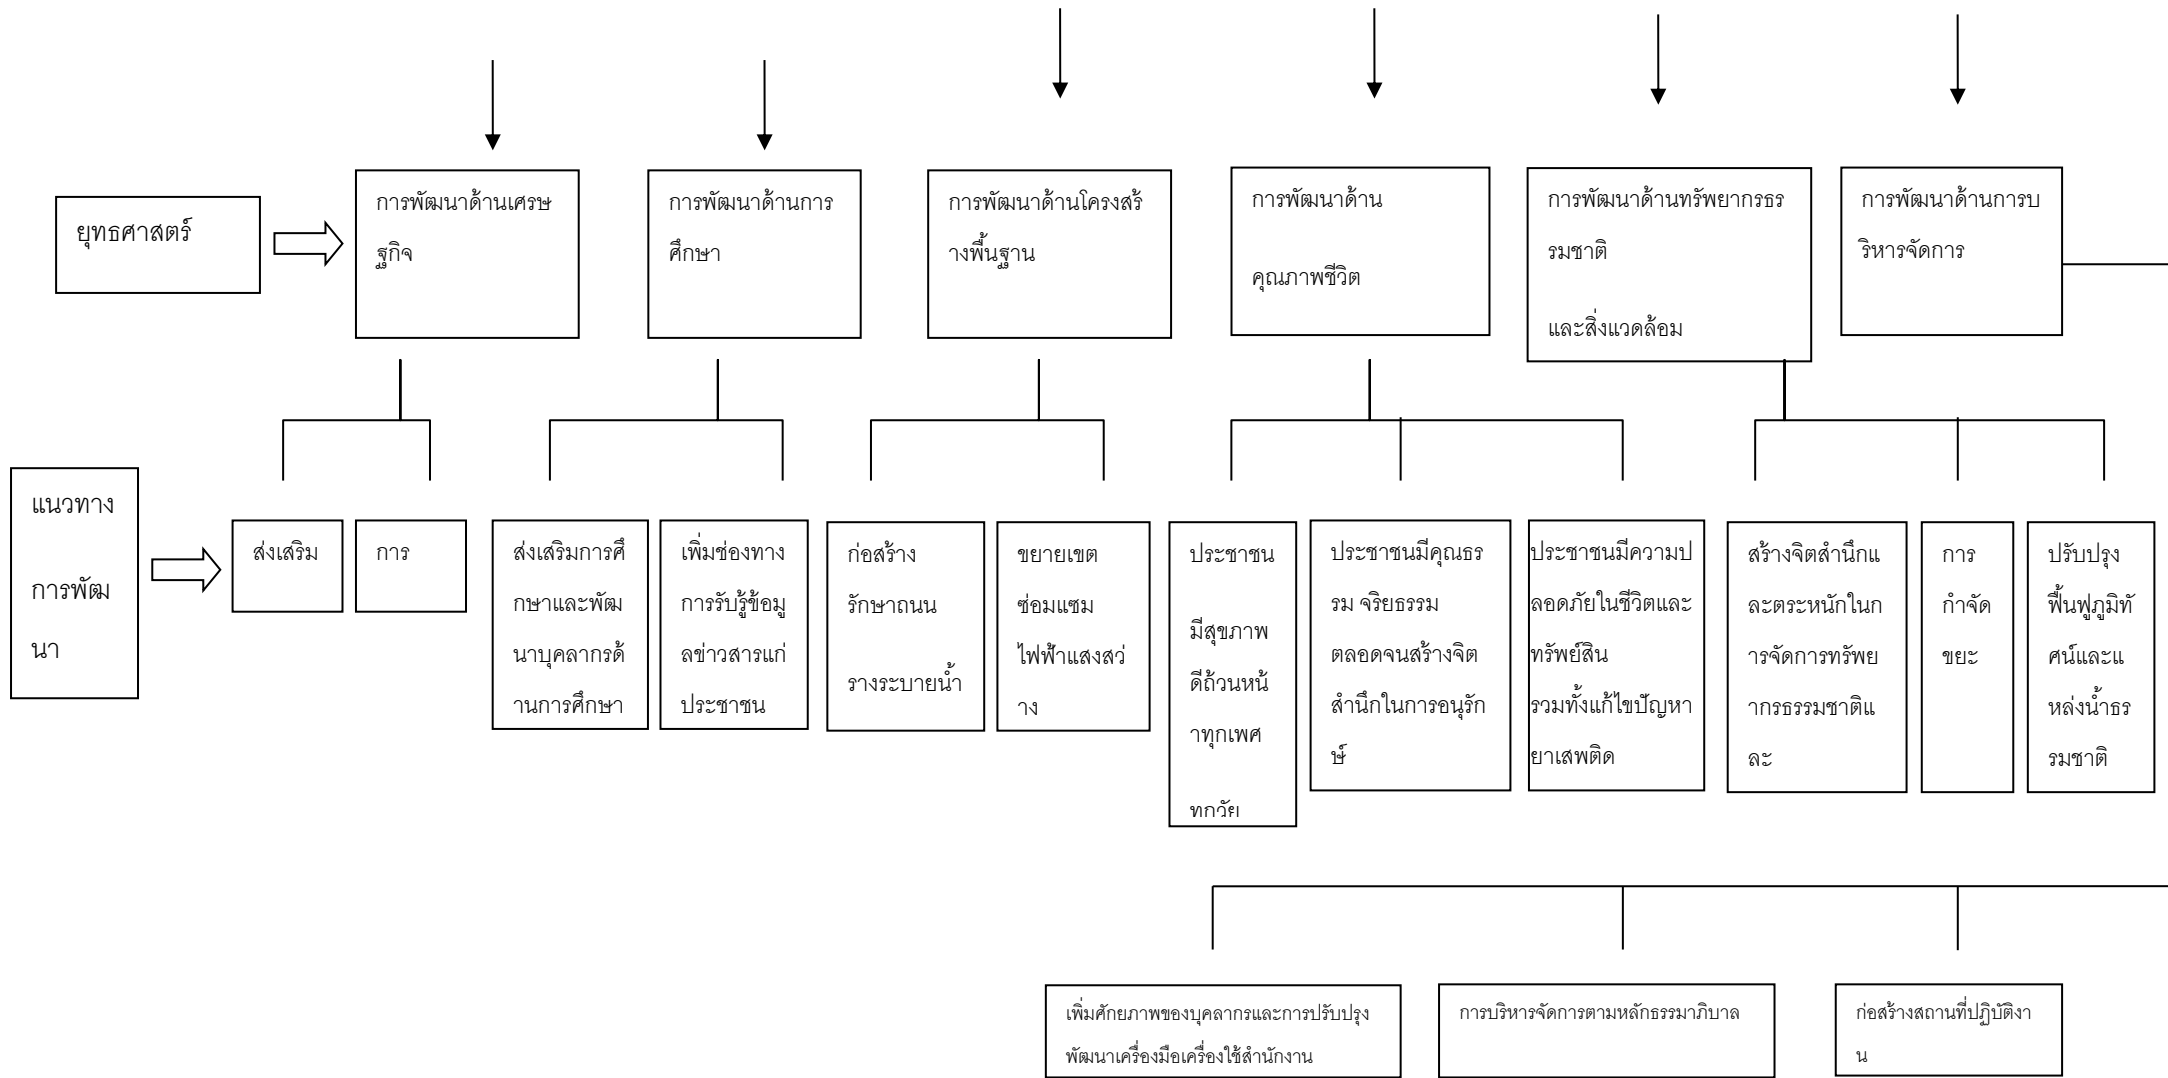 ยุทธศาสตร์
การพัฒนาด้านเศรษ
ฐกิจ
การพัฒนาด้านการ
ศึกษา
การพัฒนาด้านโครงสร้
างพื้นฐาน
การพัฒนาด้าน
คุณภาพชีวิต
การพัฒนาด้านทรัพยากรธร
รมชาติ
และสิ่งแวดล้อม
การพัฒนาด้านการบ
ริหารจัดการ
แนวทาง
การพัฒ
นา
ส่งเสริม
การ
ส่งเสริมการศึ
กษาและพัฒ
นาบุคลากรด้
านการศึกษา
เพิ่มช่องทาง
การรับรู้ข้อมู
ลข่าวสารแก่
ประชาชน
ก่อสร้าง
รักษาถนน
รางระบายน้ำ
ขยายเขต
ซ่อมแซม
ไฟฟ้าแสงสว่
าง
ประชาชน
มีสุขภาพ
ดีถ้วนหน้
าทุกเพศ
ทุกวัย
ประชาชนมีคุณธร
รม จริยธรรม
ตลอดจนสร้างจิต
สำนึกในการอนุรัก
ษ์
ประชาชนมีความป
ลอดภัยในชีวิตและ
ทรัพย์สิน
รวมทั้งแก้ไขปัญหา
ยาเสพติด
สร้างจิตสำนึกแ
ละตระหนักในก
ารจัดการทรัพย
ากรธรรมชาติแ
ละ
การ
กำจัด
ขยะ
ปรับปรุง
ฟื้นฟูภูมิทั
ศน์และแ
หล่งน้ำธร
รมชาติ
เพิ่มศักยภาพของบุคลากรและการปรับปรุง
พัฒนาเครื่องมือเครื่องใช้สำนักงาน
การบริหารจัดการตามหลักธรรมาภิบาล
ก่อสร้างสถานที่ปฏิบัติงา
น